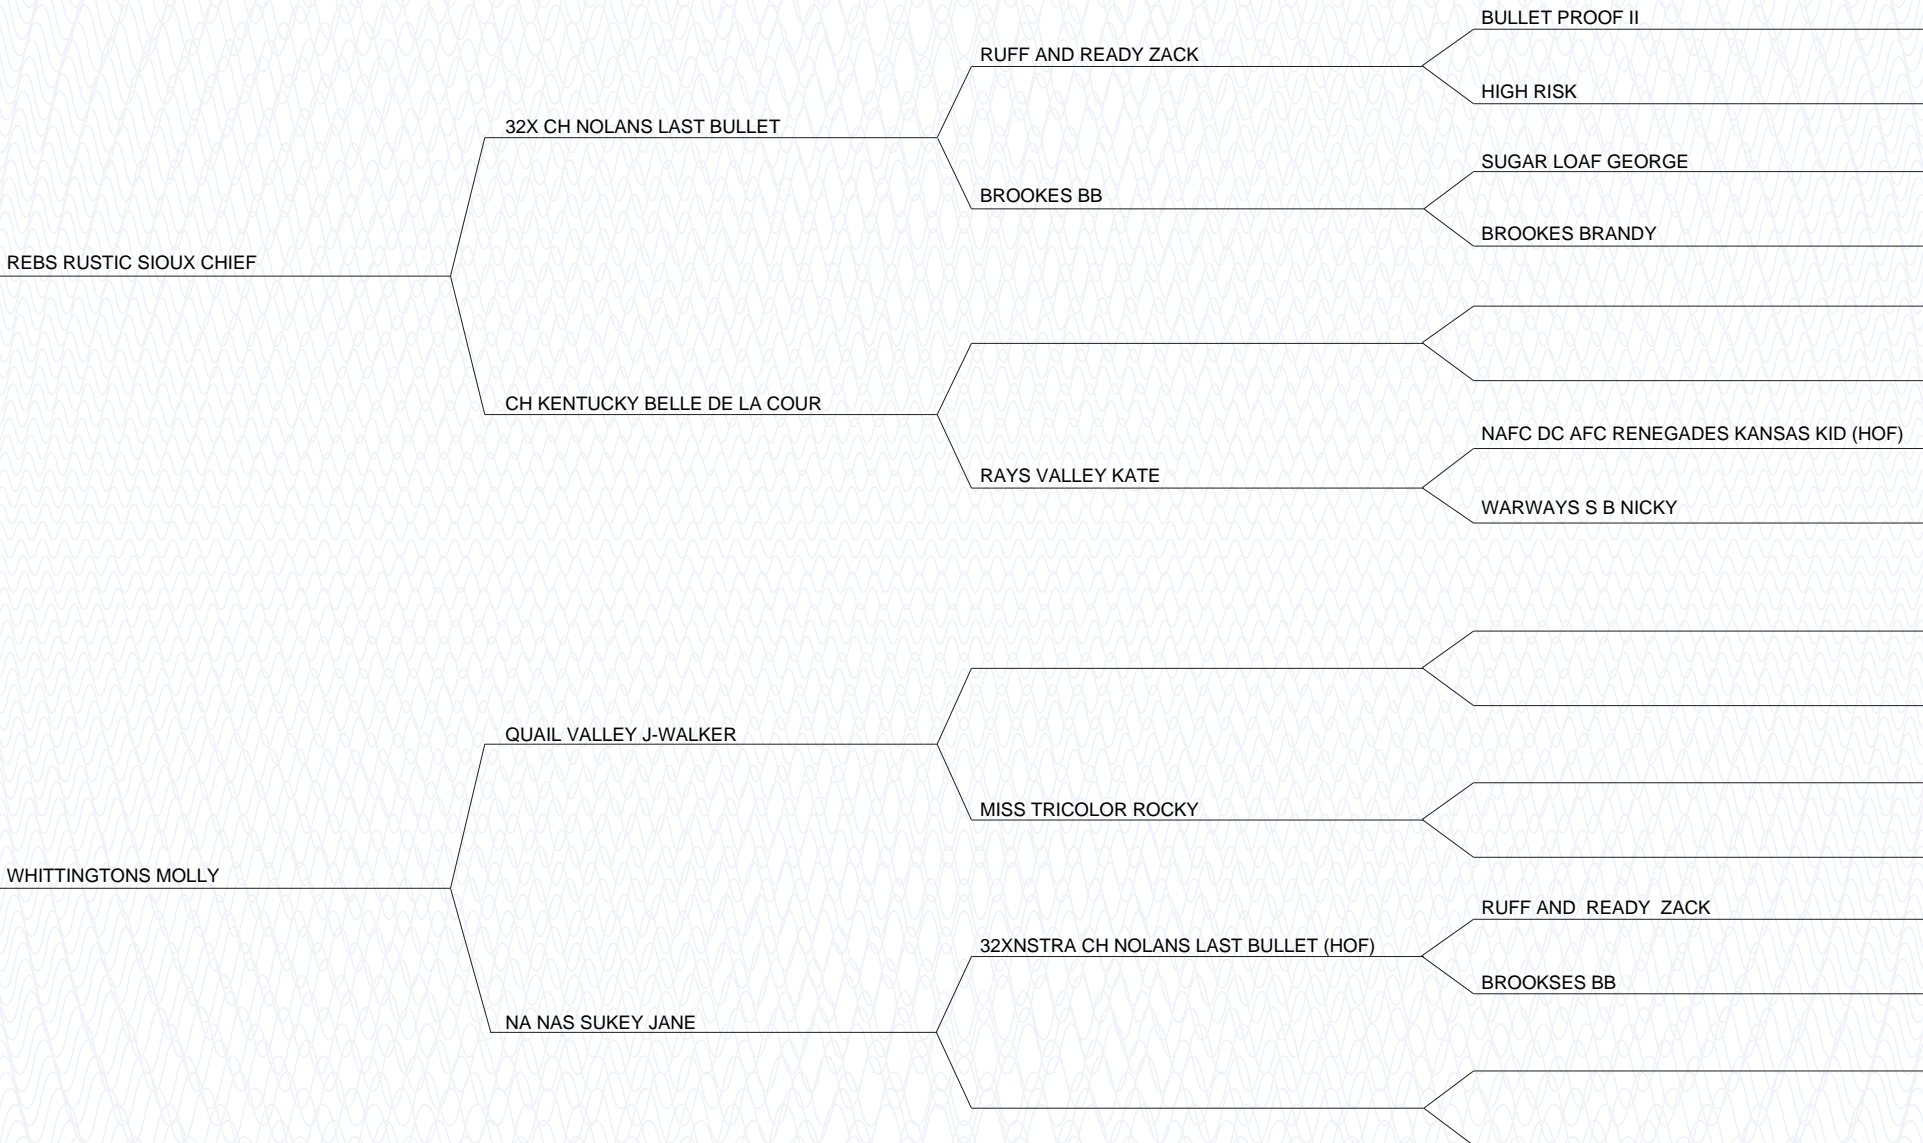 BULLET PROOF II
RUFF AND READY ZACK
HIGH RISK
32X CH NOLANS LAST BULLET
SUGAR LOAF GEORGE
BROOKES BB
BROOKES BRANDY
REBS RUSTIC SIOUX CHIEF
CH KENTUCKY BELLE DE LA COUR
NAFC DC AFC RENEGADES KANSAS KID (HOF)
RAYS VALLEY KATE
WARWAYS S B NICKY
QUAIL VALLEY J-WALKER
MISS TRICOLOR ROCKY
WHITTINGTONS MOLLY
RUFF AND  READY  ZACK
32XNSTRA CH NOLANS LAST BULLET (HOF)
BROOKSES BB
NA NAS SUKEY JANE